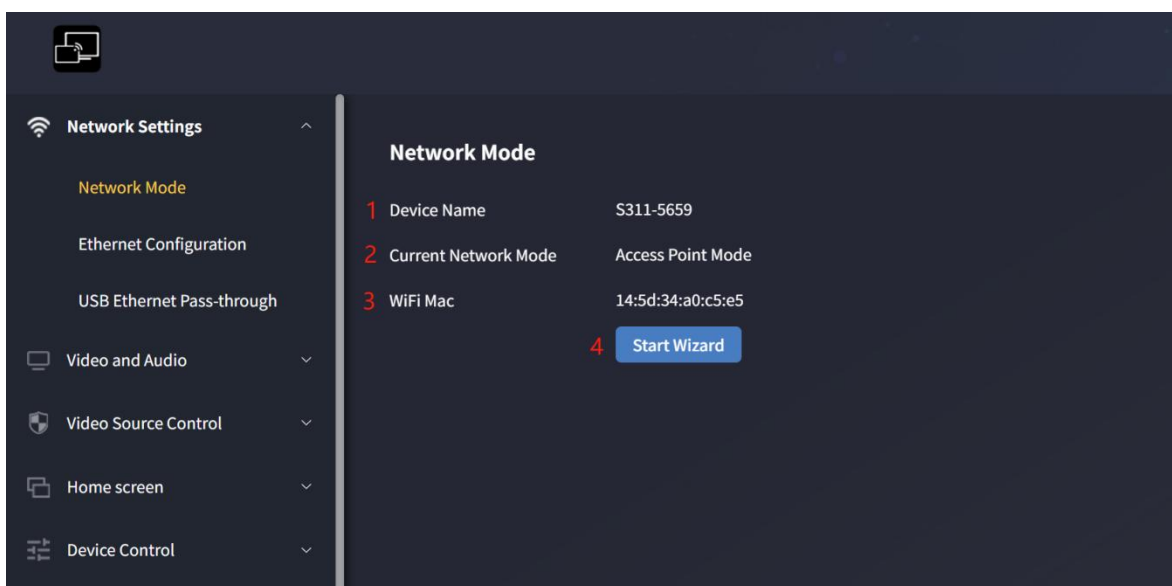 Network Settings
Network Mode
Ethernet Configuration
USB Ethernet Pass-through
Video and Audio
Video Source Control
Home screen
Device Control
Network Mode
1 Device Name S311-5659
2 Current Network Mode Access Point Mode
3 WiFi Mac 14:5d:34:a0:c5:e5
4 Start Wizard